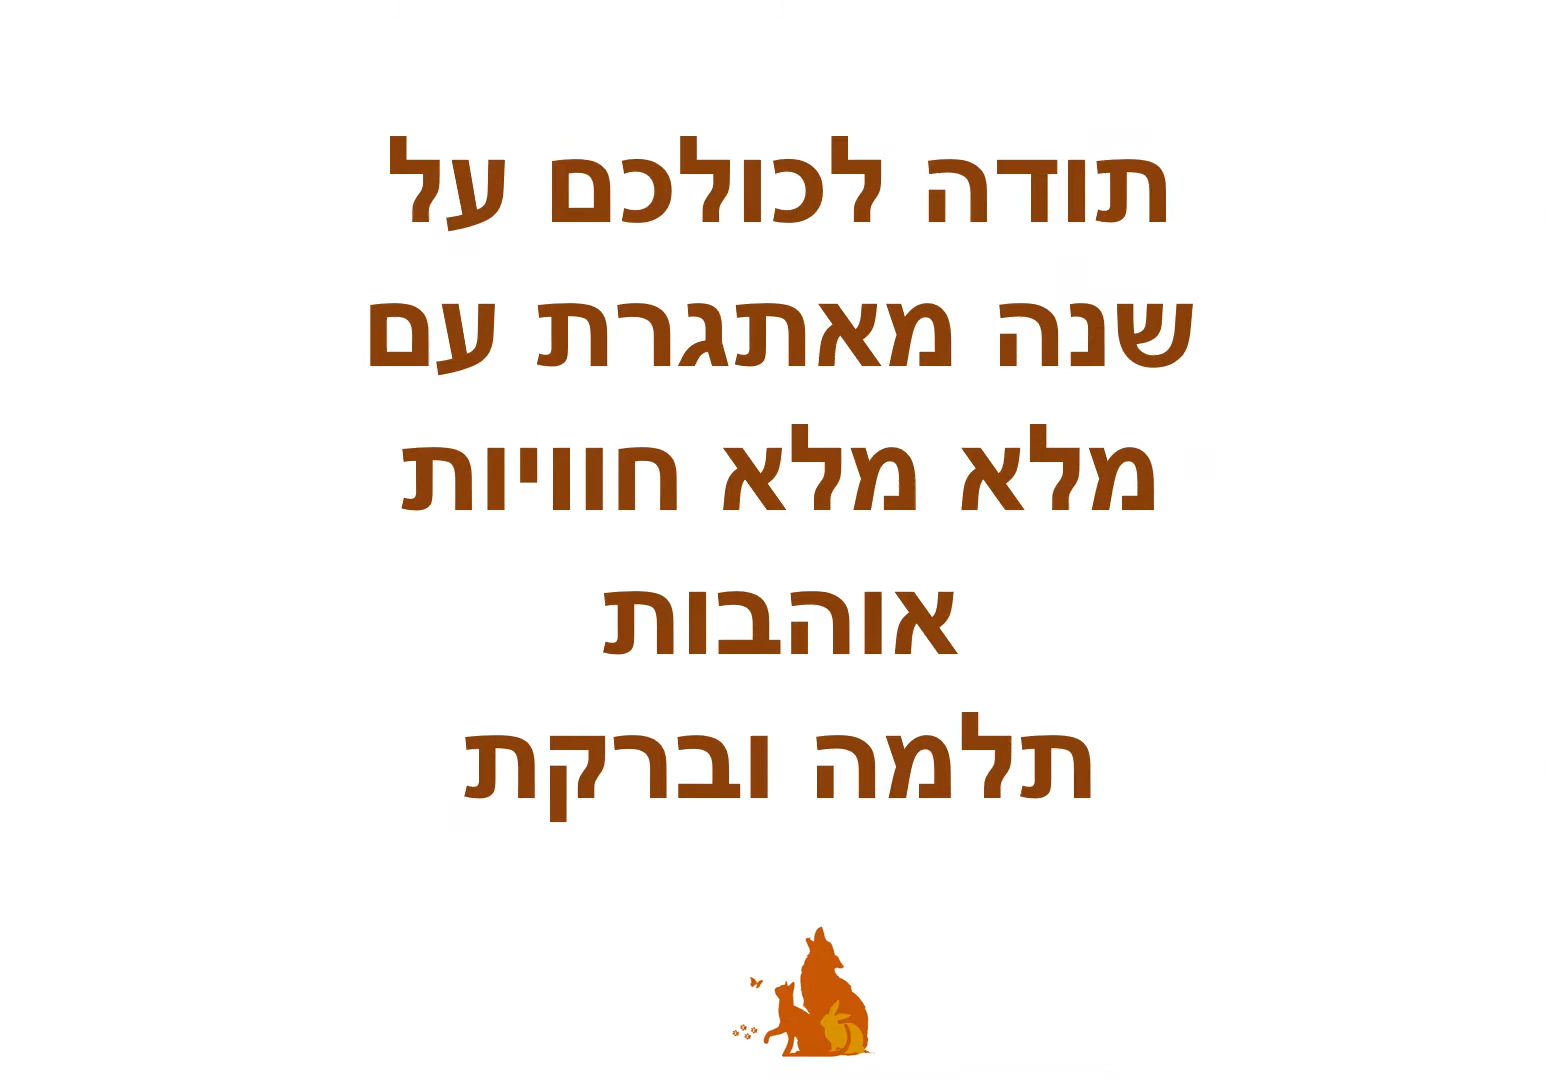 תודה לכולכם על
שנה מאתגרת עם
מלא מלא חוויות
אוהבות
תלמה וברקת